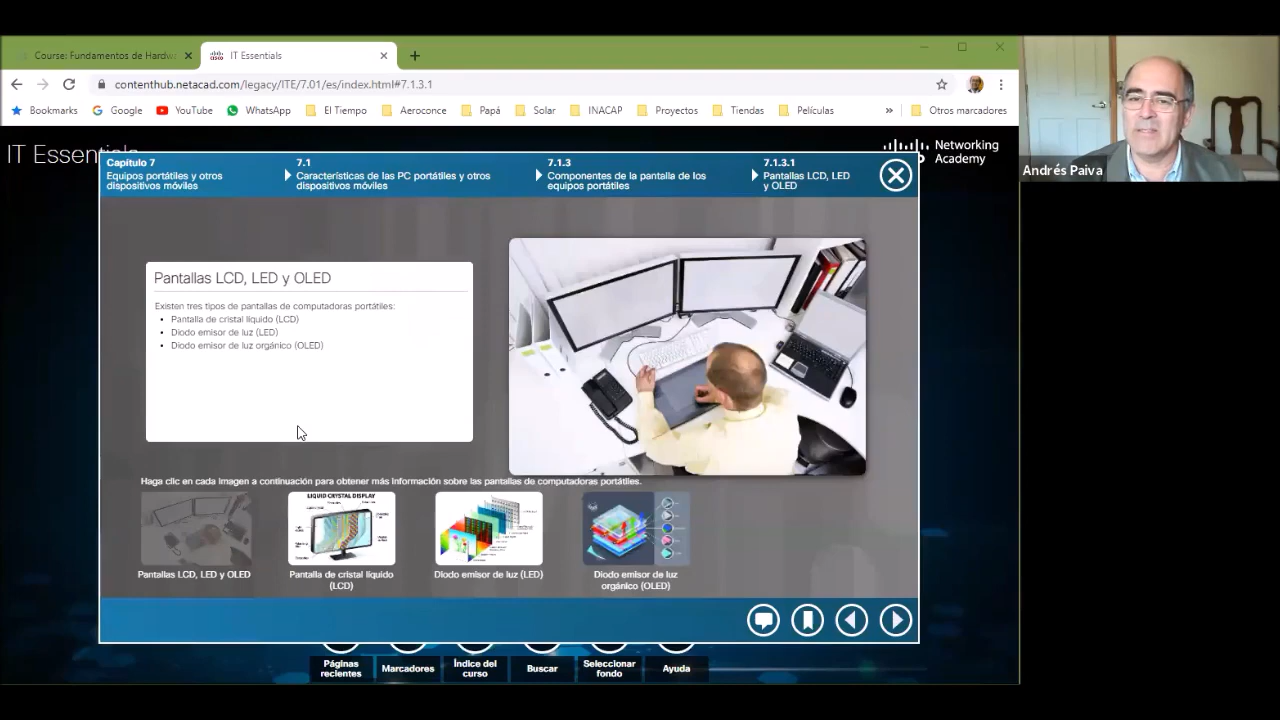 Course: Fundamentos de Hardw
IT Essentials
contenthub.netacad.com/legacy/ITE/7.01/es/index.html#7.1.3.1
Bookmarks
Google
YouTube
WhatsApp
El Tiempo
Aeroconce
Papá
Solar
INACAP
Proyectos
Tiendas
Películas
»
Otros marcadores
IT Essentials
CISCO
Networking
Academy
Andrés Paiva
Capítulo 7
Equipos portátiles y otros
dispositivos móviles
7.1
Características de las PC portátiles y otros
dispositivos móviles
7.1.3
Componentes de la pantalla de los
equipos portátiles
7.1.3.1
Pantallas LCD, LED
y OLED
Pantallas LCD, LED y OLED
Existen tres tipos de pantallas de computadoras portátiles:
• Pantalla de cristal líquido (LCD)
• Diodo emisor de luz (LED)
• Diodo emisor de luz orgánico (OLED)
Haga clic en cada imagen a continuación para obtener más información sobre las pantallas de computadoras portátiles.
LIQUID CRYSTAL DISPLAY
Pantallas LCD, LED y OLED
Pantalla de cristal líquido
(LCD)
Diodo emisor de luz (LED)
Diodo emisor de luz
orgánico (OLED)
Páginas
recientes
Marcadores
Índice del
curso
Buscar
Seleccionar
fondo
Ayuda